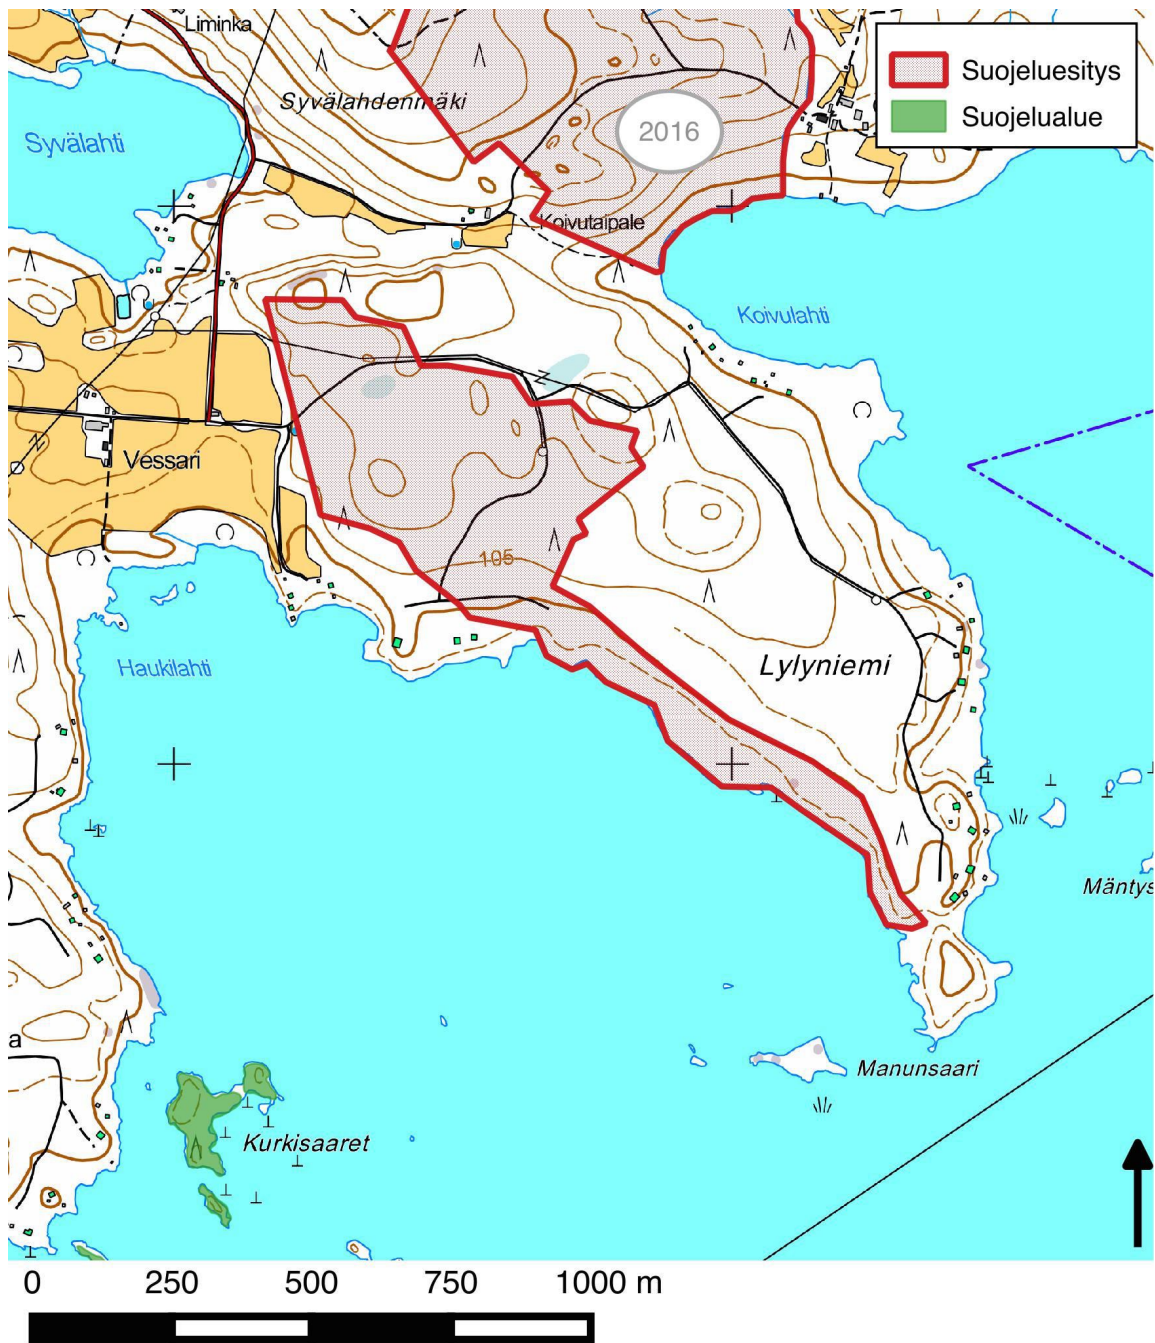 Liminka
Syvälahdenmäki
Suojeluesitys
Suojelualue
2016
Syvälahti
Koivutaipale
Koivulahti
Vessari
105
Haukilahti
Lylyniemi
Mäntys
a
Manunsaari
Kurkisaaret
0 250 500 750 1000 m